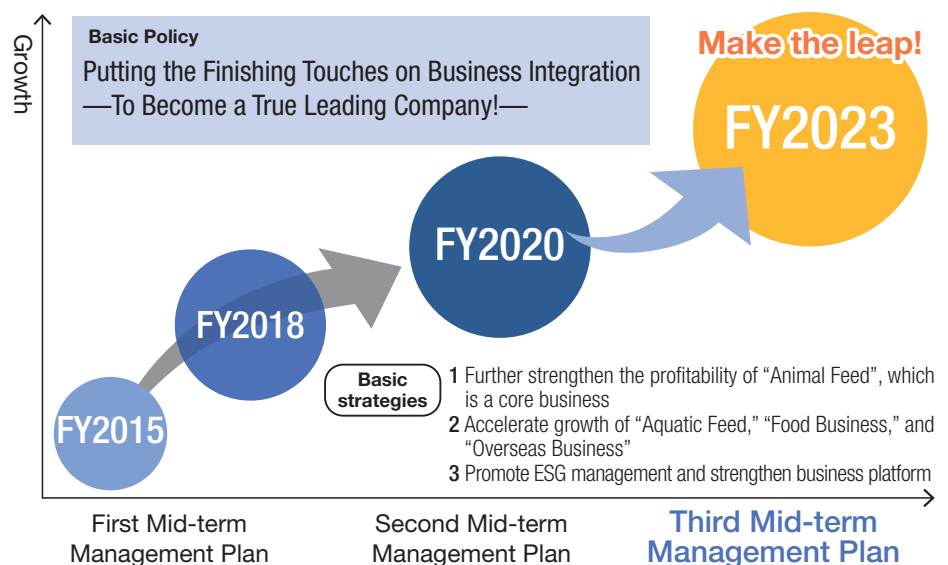 Growth
Basic Policy
Putting the Finishing Touches on Business Integration
—To Become a True Leading Company!—
Make the leap!
FY2023
FY2020
FY2018
FY2015
Basic
strategies
1 Further strengthen the profitability of “Animal Feed”, which
is a core business
2 Accelerate growth of “Aquatic Feed,” “Food Business,” and
“Overseas Business”
3 Promote ESG management and strengthen business platform
First Mid-term
Management Plan
Second Mid-term
Management Plan
Third Mid-term
Management Plan